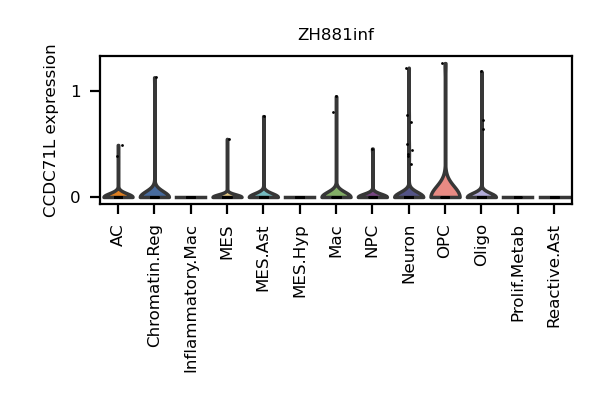 ZH881inf
CCDC71L expression
1
0
AC
Chromatin.Reg
Inflammatory.Mac
MES
MES.Ast
MES.Hyp
Mac
NPC
Neuron
OPC
Oligo
Prolif.Metab
Reactive.Ast